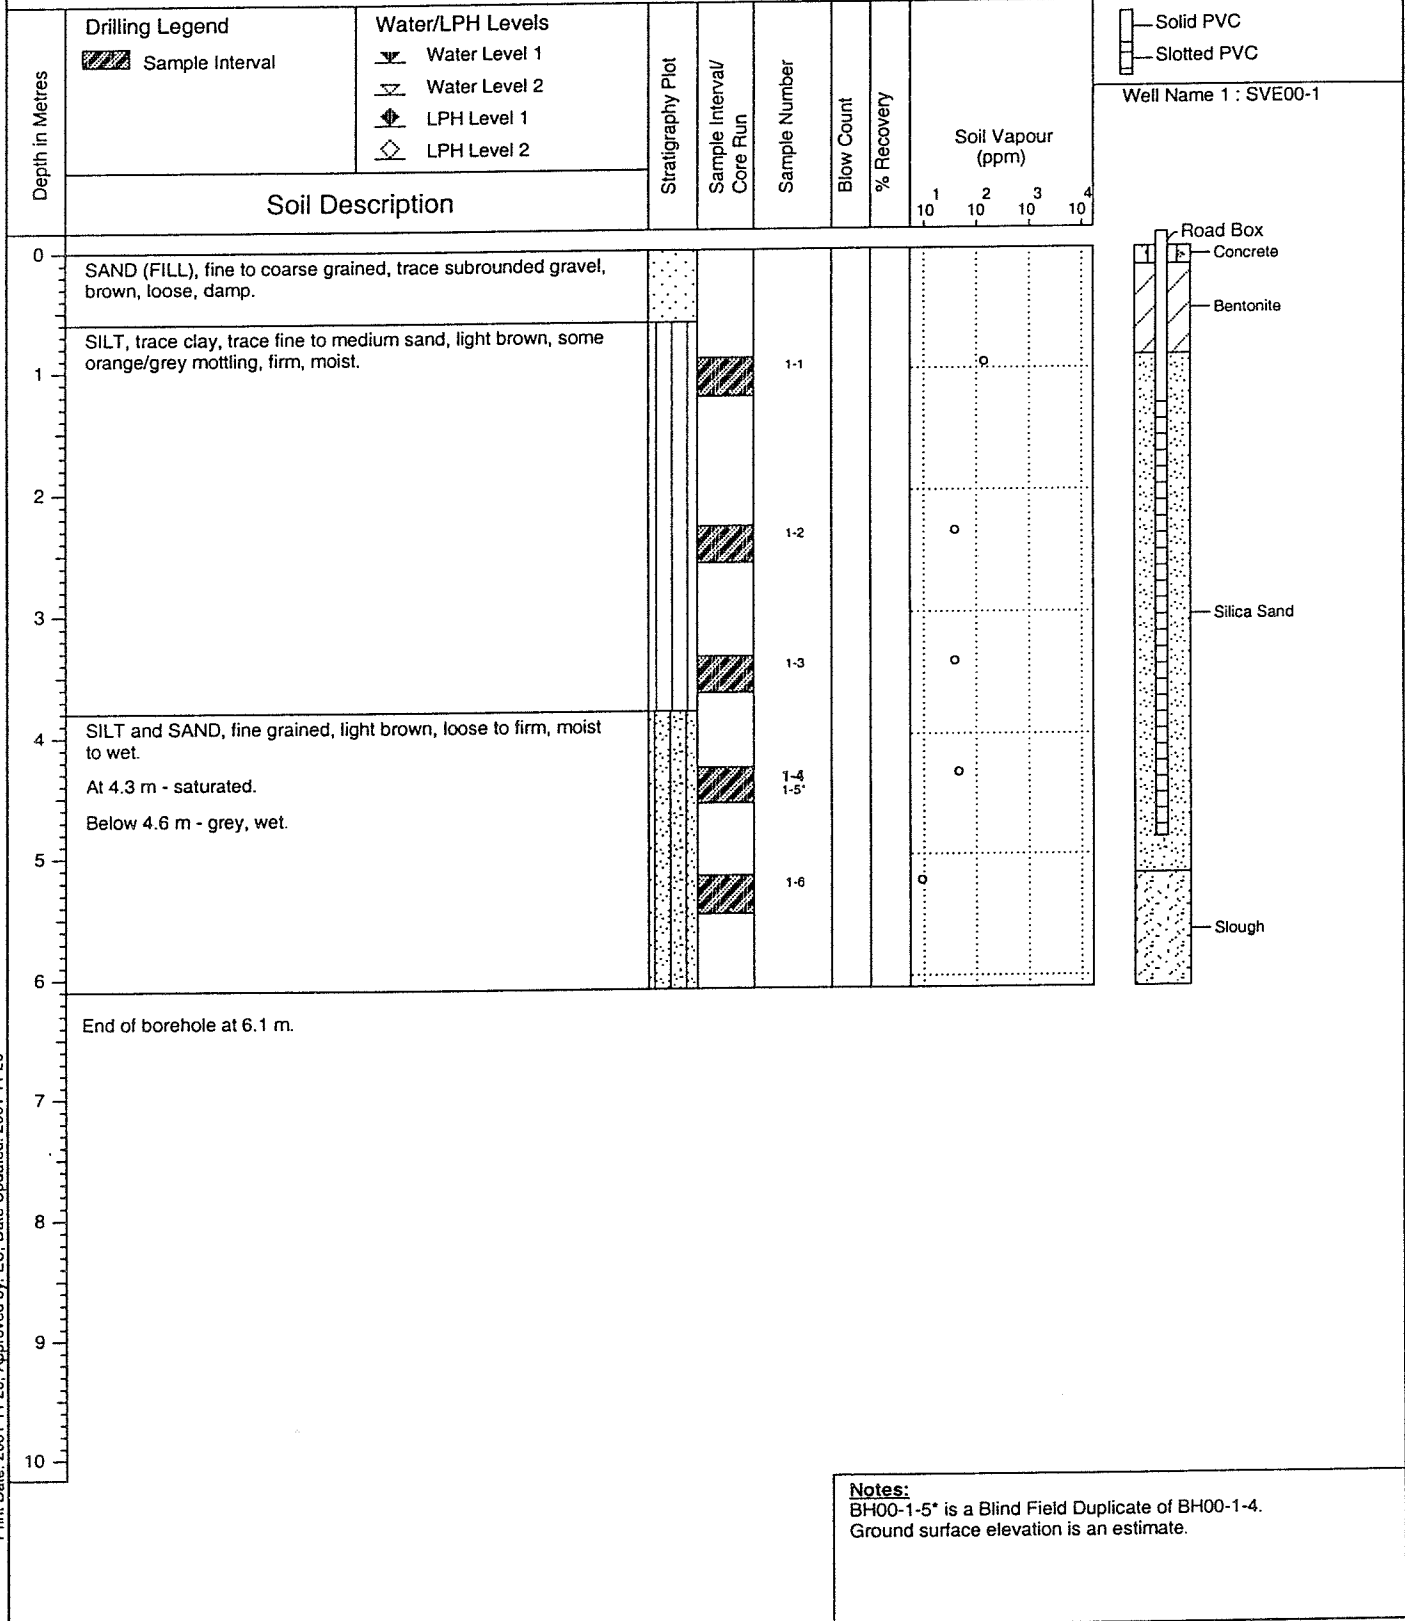 Drilling Legend
Sample Interval
Water/LPH Levels
Water Level 1
Water Level 2
LPH Level 1
LPH Level 2
Depth in Metres
Soil Description
Stratigraphy Plot
Sample Interval/
Core Run
Sample Number
Blow Count
% Recovery
Soil Vapour
(ppm)
10^1 10^2 10^3 10^4
Solid PVC
Slotted PVC
Well Name 1 : SVE00-1
Road Box
Concrete
Bentonite
Silica Sand
Slough
0
SAND (FILL), fine to coarse grained, trace subrounded gravel,
brown, loose, damp.
SILT, trace clay, trace fine to medium sand, light brown, some
orange/grey mottling, firm, moist.
1
1-1
2
1-2
3
1-3
SILT and SAND, fine grained, light brown, loose to firm, moist
to wet.
4
At 4.3 m - saturated.
1-4
1-5*
Below 4.6 m - grey, wet.
5
1-6
6
End of borehole at 6.1 m.
7
8
9
10
Notes:
BH00-1-5* is a Blind Field Duplicate of BH00-1-4.
Ground surface elevation is an estimate.